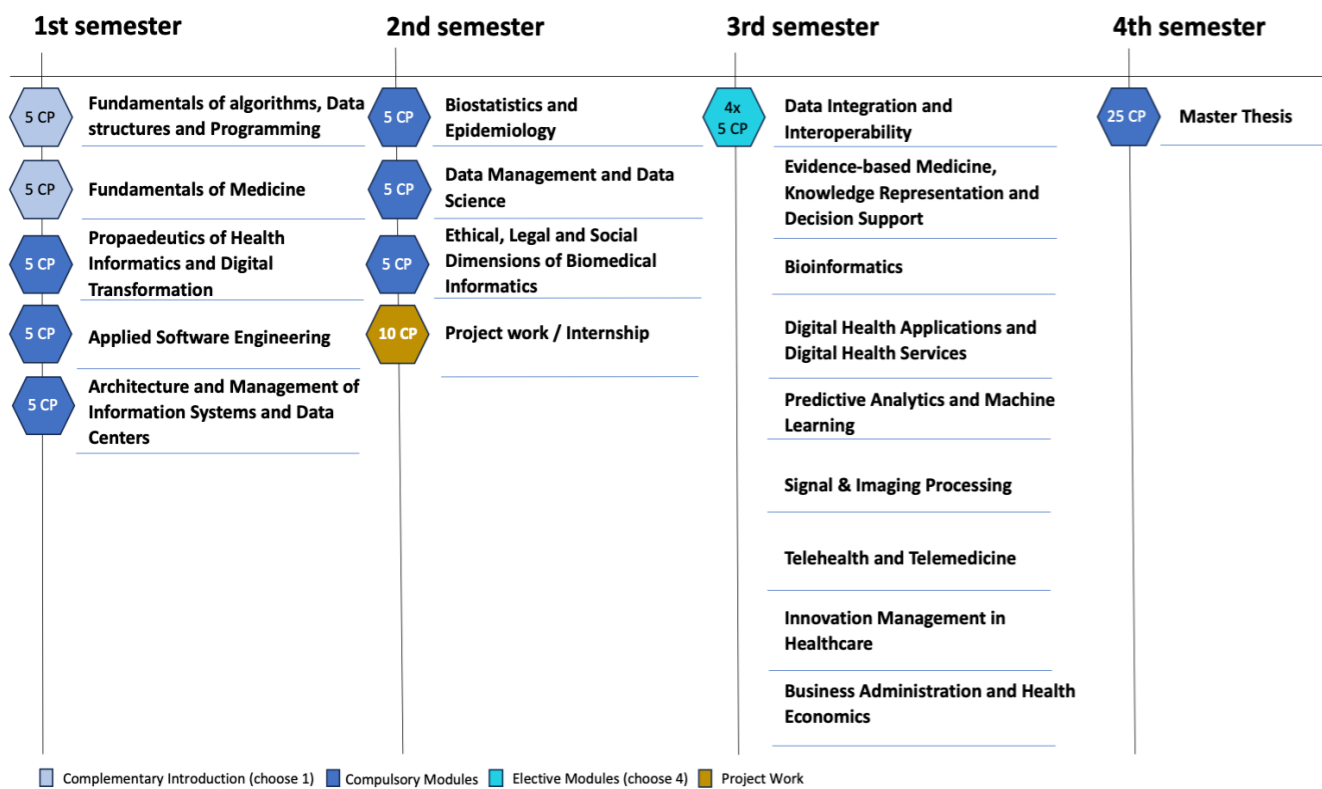 1st semester
5 CP
Fundamentals of algorithms, Data
structures and Programming
5 CP
Fundamentals of Medicine
5 CP
Propaedeutics of Health
Informatics and Digital
Transformation
5 CP
Applied Software Engineering
5 CP
Architecture and Management of
Information Systems and Data
Centers
2nd semester
5 CP
Biostatistics and
Epidemiology
5 CP
Data Management and Data
Science
5 CP
Ethical, Legal and Social
Dimensions of Biomedical
Informatics
10 CP
Project work / Internship
3rd semester
4x
5 CP
Data Integration and
Interoperability
Evidence-based Medicine,
Knowledge Representation and
Decision Support
Bioinformatics
Digital Health Applications and
Digital Health Services
Predictive Analytics and Machine
Learning
Signal & Imaging Processing
Telehealth and Telemedicine
Innovation Management in
Healthcare
Business Administration and Health
Economics
4th semester
25 CP
Master Thesis
Complementary Introduction (choose 1)
Compulsory Modules
Elective Modules (choose 4)
Project Work